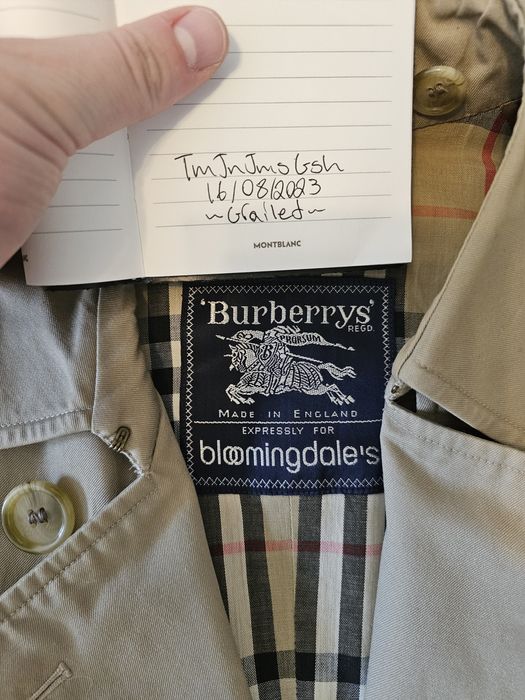 TmJnJmsGsh
16/08/2023
~Grailed~
MONTBLANC
'Burberrys'
REGD.
PRORSUM
B
MADE IN ENGLAND
EXPRESSLY FOR
bloomingdale's